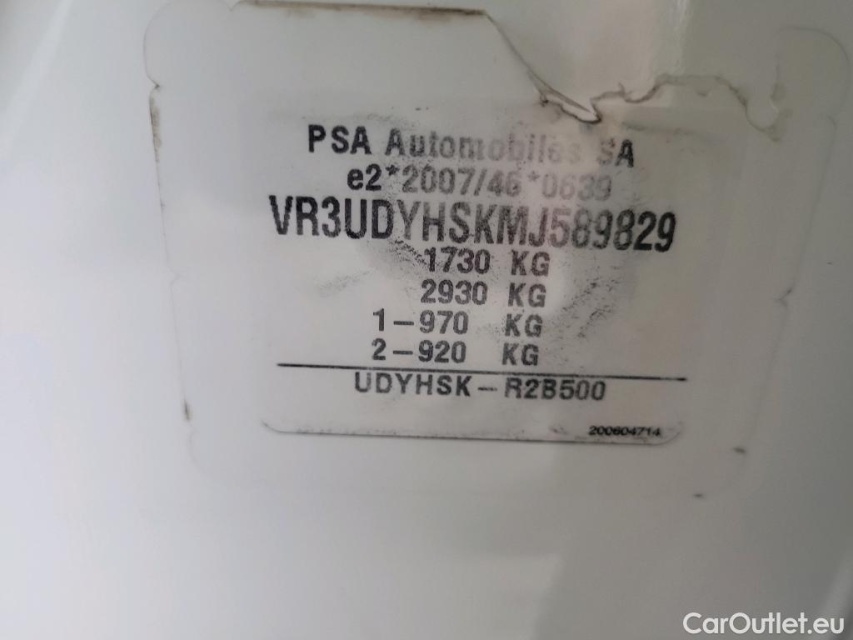 PSA Automobiles SA
e2*2007/46*0639
VR3UDYHSKMJ589829
1730 KG
2930 KG
1-970 KG
2-920 KG
UDYHSK-R2B500
200604714
CarOutlet.eu